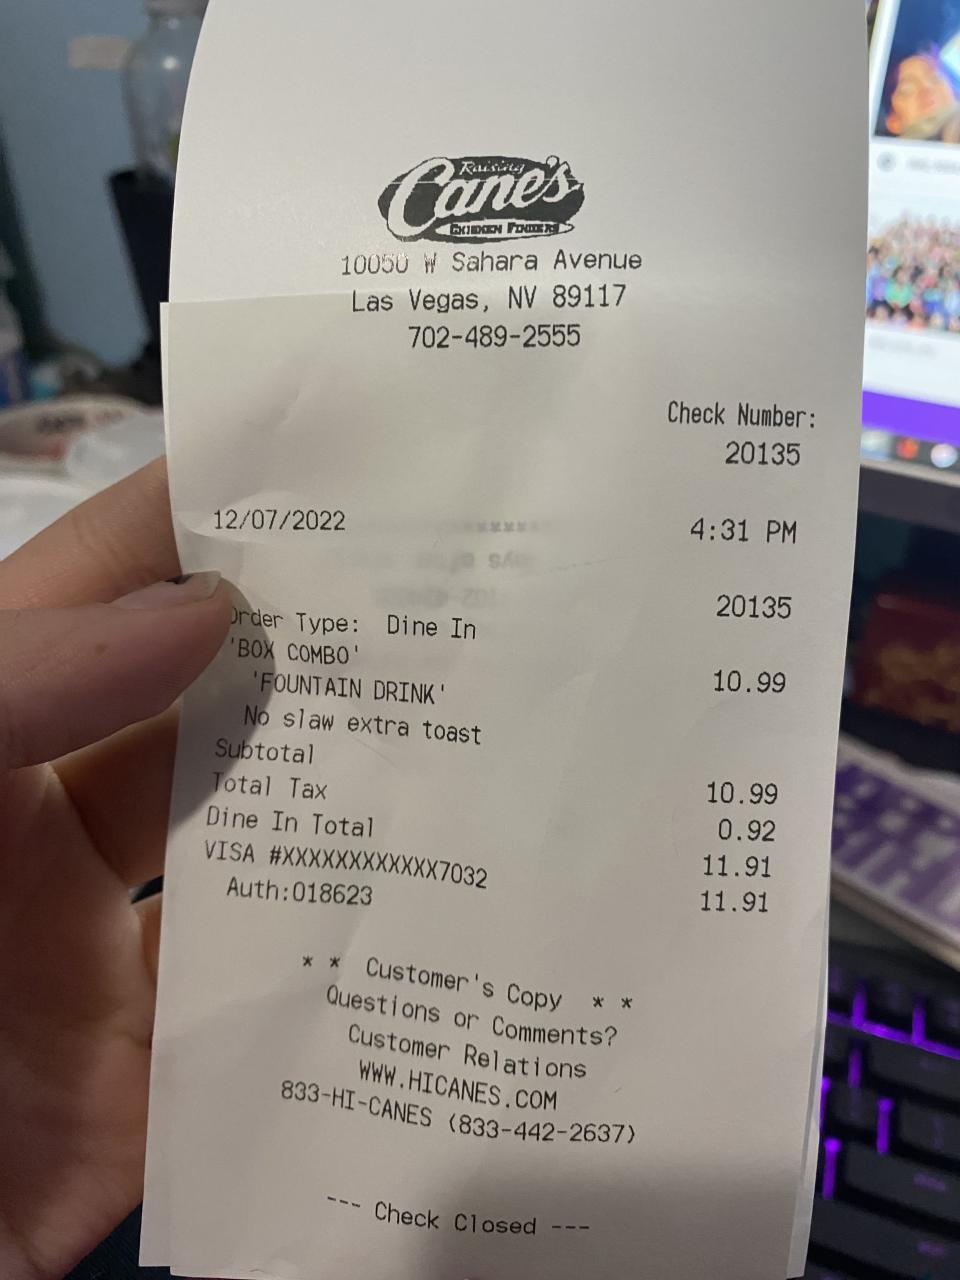 Raising
Cane's
CHICKEN FINGERS
10050 W Sahara Avenue
Las Vegas, NV 89117
702-489-2555
Check Number:
20135
12/07/2022 4:31 PM
20135
Order Type: Dine In
'BOX COMBO' 10.99
'FOUNTAIN DRINK'
No slaw extra toast
Subtotal 10.99
Total Tax 0.92
Dine In Total 11.91
VISA #XXXXXXXXXXXX7032 11.91
Auth:018623
* * Customer's Copy * *
Questions or Comments?
Customer Relations
WWW.HICANES.COM
833-HI-CANES (833-442-2637)
--- Check Closed ---